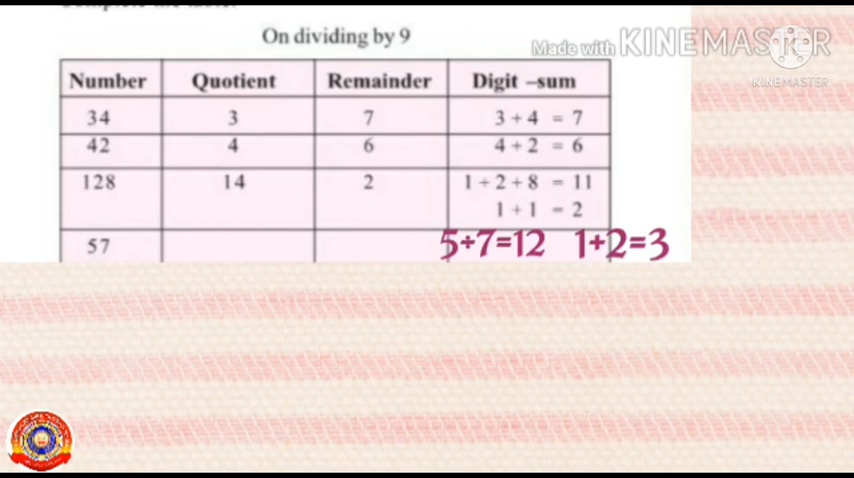 On dividing by 9
Made with KINEMASTER
KINEMASTER
Number Quotient Remainder Digit –sum
34 3 7 3 + 4 = 7
42 4 6 4 + 2 = 6
128 14 2 1 + 2 + 8 = 11
1 + 1 = 2
57 5+7=12 1+2=3